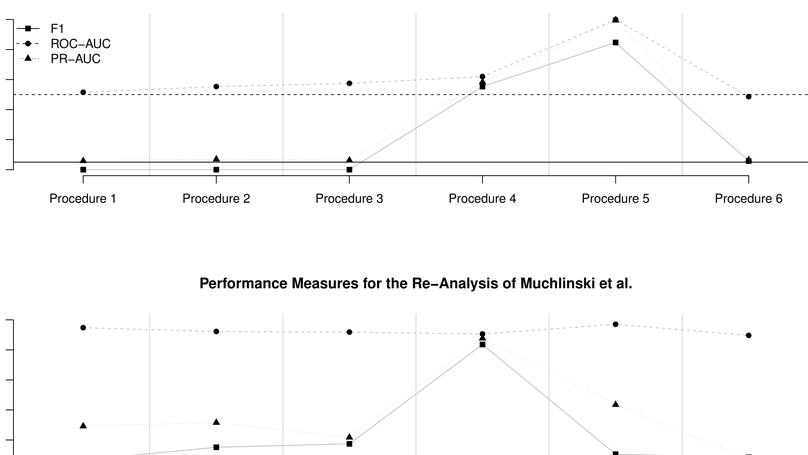 F1
ROC−AUC
PR−AUC
Procedure 1 Procedure 2 Procedure 3 Procedure 4 Procedure 5 Procedure 6
Performance Measures for the Re−Analysis of Muchlinski et al.